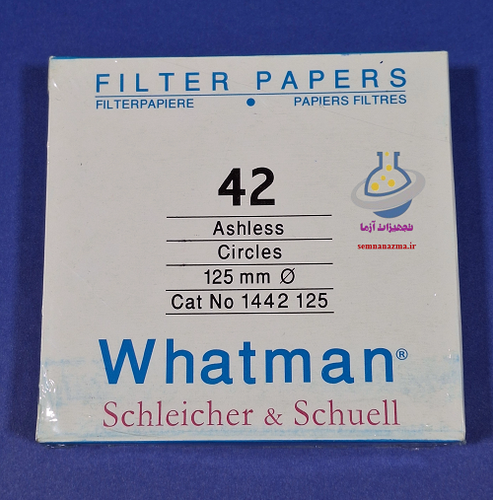 FILTER PAPERS
FILTERPAPIERE • PAPIERS FILTRES
42
Ashless
Circles
125 mm Ø
Cat No 1442 125
تجهیزات آزما
semnanazma.ir
Whatman®
Schleicher & Schuell